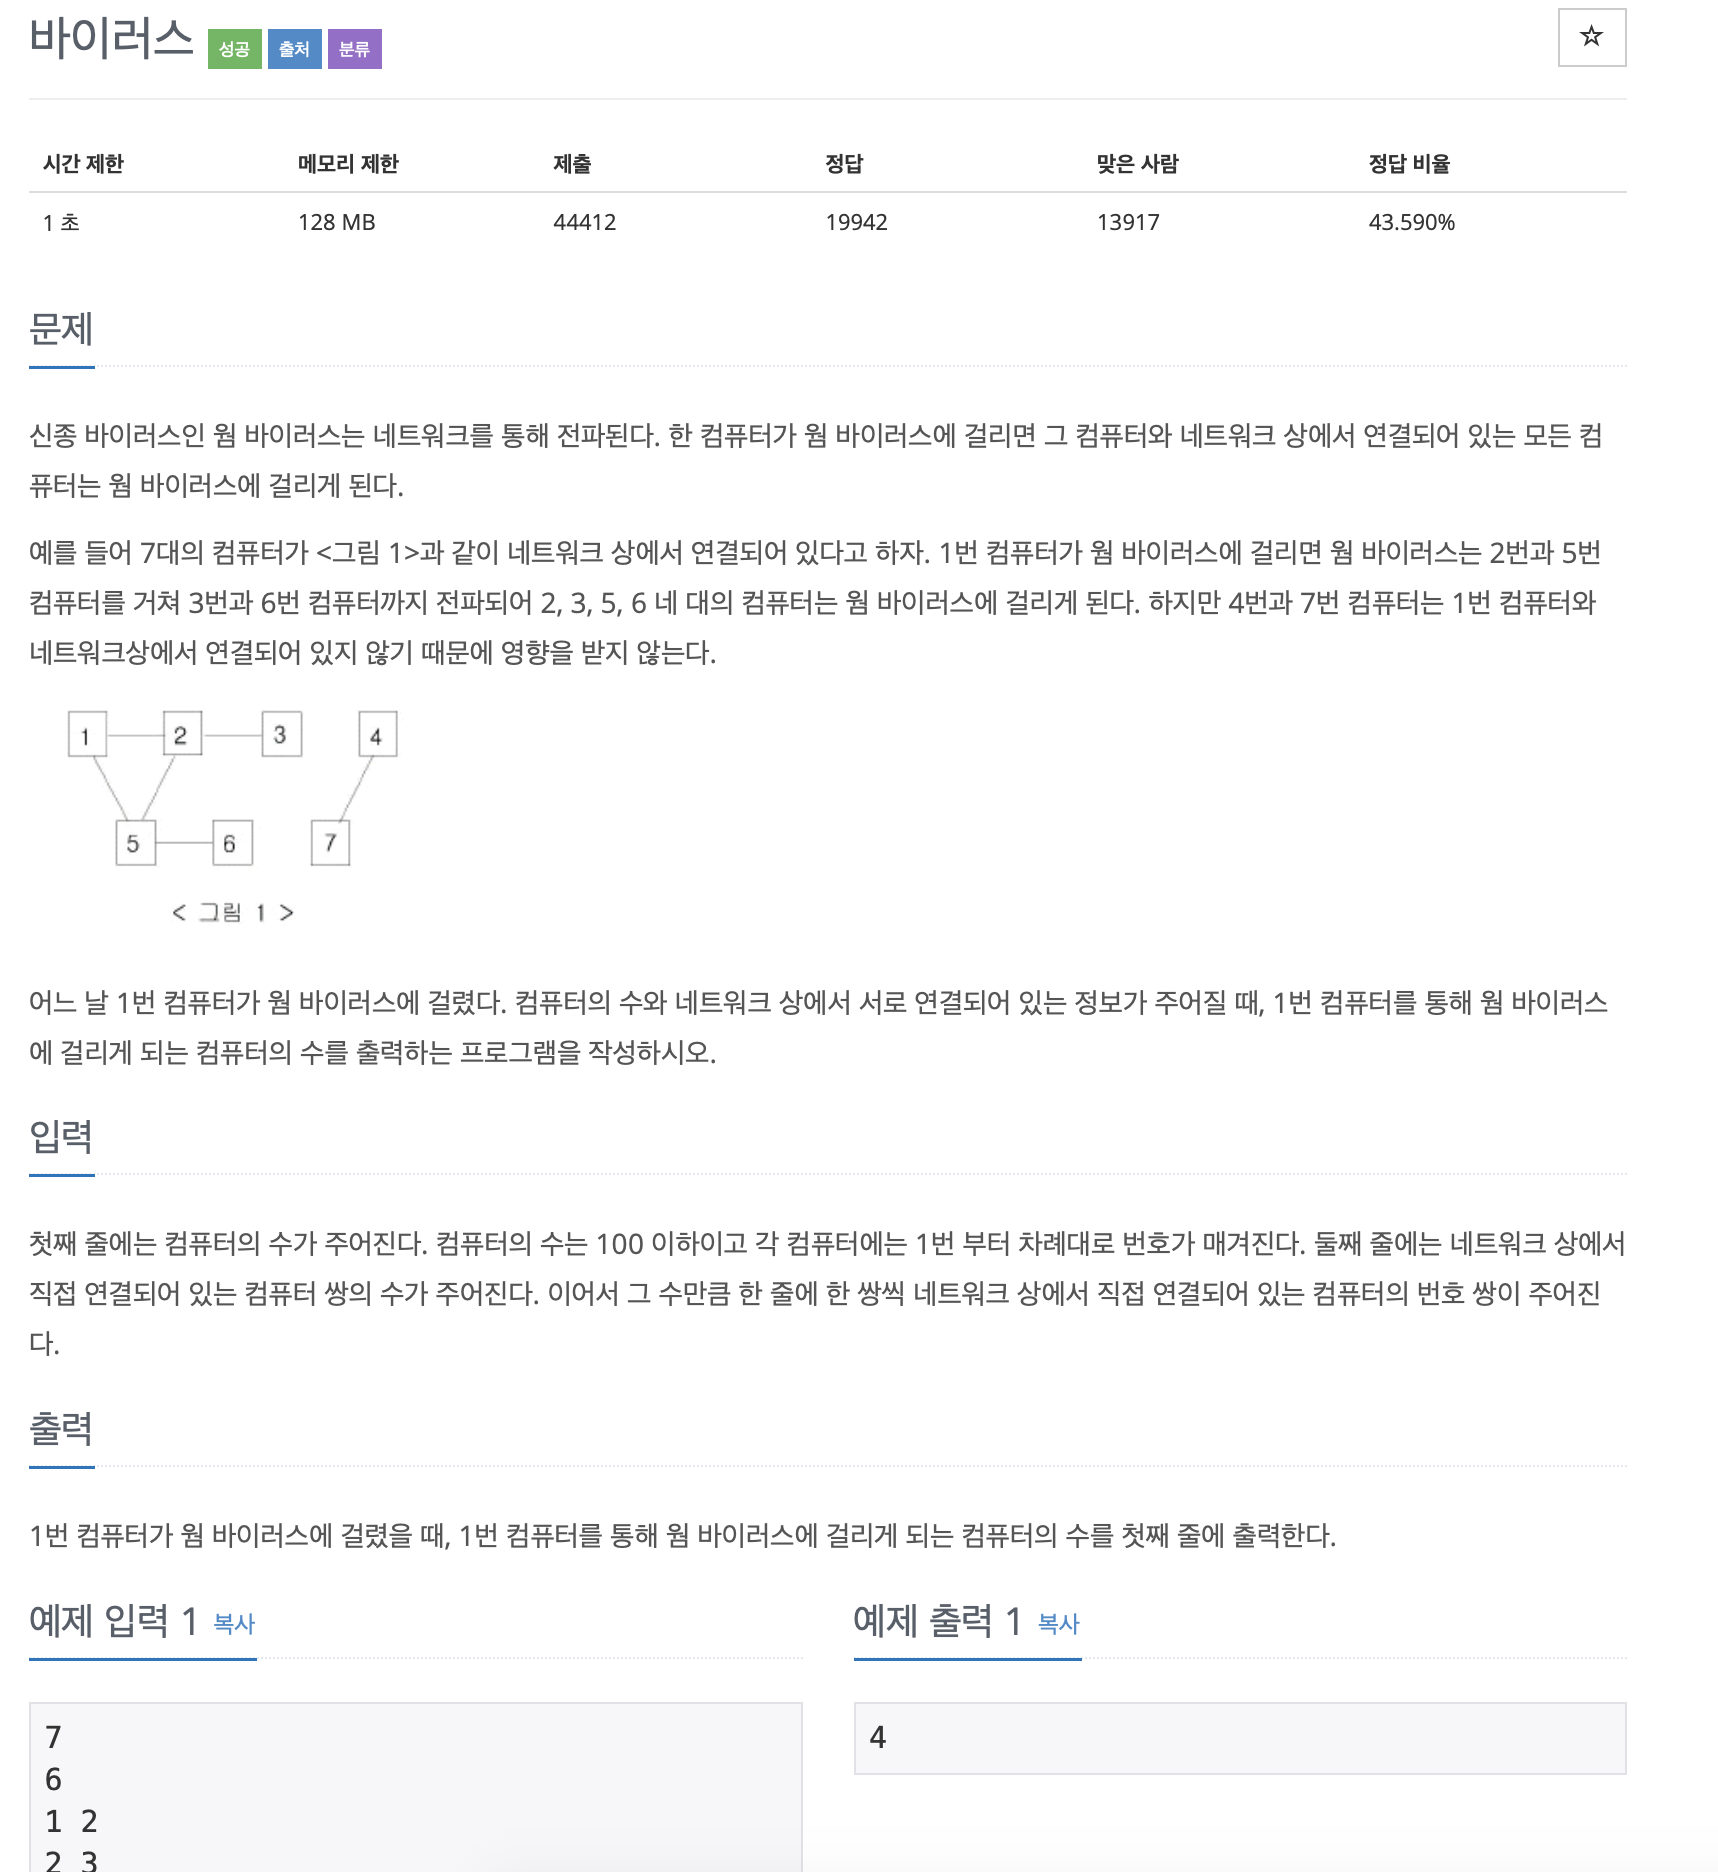 바이러스 성공 출처 분류 ☆
시간 제한 메모리 제한 제출 정답 맞은 사람 정답 비율
1 초 128 MB 44412 19942 13917 43.590%
문제
신종 바이러스인 웜 바이러스는 네트워크를 통해 전파된다. 한 컴퓨터가 웜 바이러스에 걸리면 그 컴퓨터와 네트워크 상에서 연결되어 있는 모든 컴
퓨터는 웜 바이러스에 걸리게 된다.
예를 들어 7대의 컴퓨터가 <그림 1>과 같이 네트워크 상에서 연결되어 있다고 하자. 1번 컴퓨터가 웜 바이러스에 걸리면 웜 바이러스는 2번과 5번
컴퓨터를 거쳐 3번과 6번 컴퓨터까지 전파되어 2, 3, 5, 6 네 대의 컴퓨터는 웜 바이러스에 걸리게 된다. 하지만 4번과 7번 컴퓨터는 1번 컴퓨터와
네트워크상에서 연결되어 있지 않기 때문에 영향을 받지 않는다.
1 2 3 4
5 6 7
< 그림 1 >
어느 날 1번 컴퓨터가 웜 바이러스에 걸렸다. 컴퓨터의 수와 네트워크 상에서 서로 연결되어 있는 정보가 주어질 때, 1번 컴퓨터를 통해 웜 바이러스
에 걸리게 되는 컴퓨터의 수를 출력하는 프로그램을 작성하시오.
입력
첫째 줄에는 컴퓨터의 수가 주어진다. 컴퓨터의 수는 100 이하이고 각 컴퓨터에는 1번 부터 차례대로 번호가 매겨진다. 둘째 줄에는 네트워크 상에서
직접 연결되어 있는 컴퓨터 쌍의 수가 주어진다. 이어서 그 수만큼 한 줄에 한 쌍씩 네트워크 상에서 직접 연결되어 있는 컴퓨터의 번호 쌍이 주어진
다.
출력
1번 컴퓨터가 웜 바이러스에 걸렸을 때, 1번 컴퓨터를 통해 웜 바이러스에 걸리게 되는 컴퓨터의 수를 첫째 줄에 출력한다.
예제 입력 1 복사
7
6
1 2
2 3
예제 출력 1 복사
4